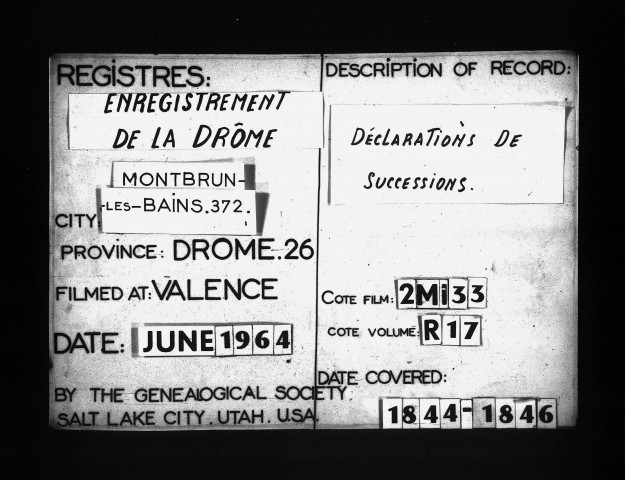 REGISTRES:
ENREGISTREMENT
DE LA DRÔME
MONTBRUN-
-LES-BAINS.372.
CITY:
PROVINCE: DROME.26
FILMED AT: VALENCE
DATE: JUNE 1964
BY THE GENEALOGICAL SOCIETY
SALT LAKE CITY. UTAH. U.S.A.
DESCRIPTION OF RECORD:
DÉCLARATIONS DE
SUCCESSIONS.
COTE FILM: 2Mi33
COTE VOLUME: R17
DATE COVERED:
1844-1846